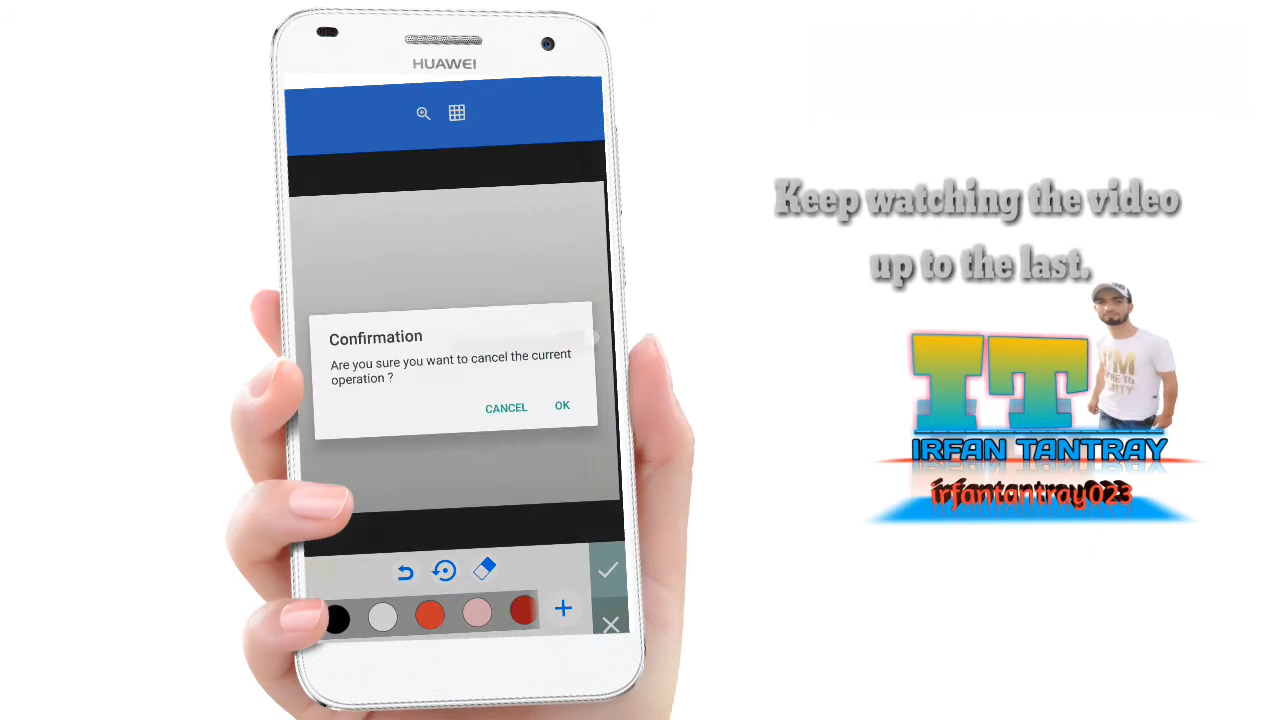 HUAWEI
Confirmation
Are you sure you want to cancel the current
operation ?
CANCEL OK
Keep watching the video
up to the last.
IT
I'M
IRFAN TANTRAY
irfantantray023